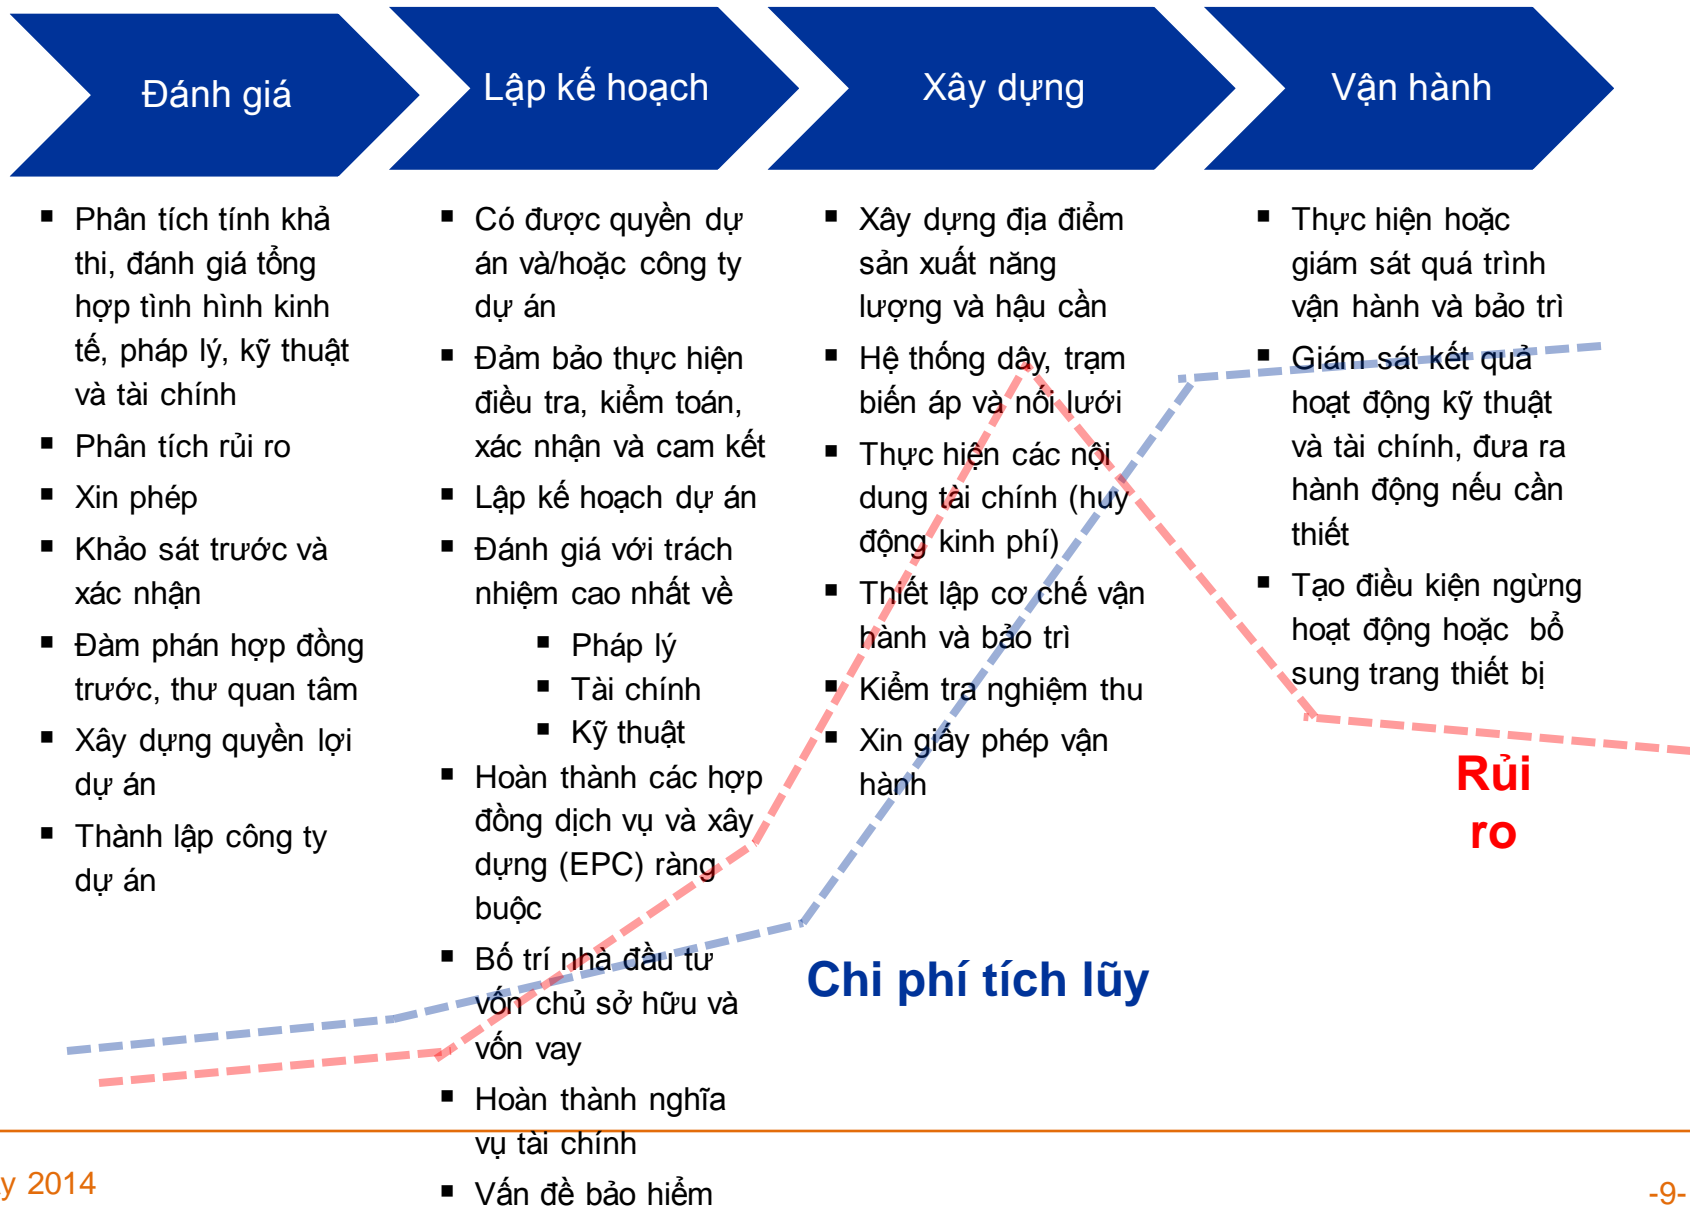 Đánh giá
Lập kế hoạch
Xây dựng
Vận hành
▪ Phân tích tính khả
thi, đánh giá tổng
hợp tình hình kinh
tế, pháp lý, kỹ thuật
và tài chính
▪ Phân tích rủi ro
▪ Xin phép
▪ Khảo sát trước và
xác nhận
▪ Đàm phán hợp đồng
trước, thư quan tâm
▪ Xây dựng quyền lợi
dự án
▪ Thành lập công ty
dự án
▪ Có được quyền dự
án và/hoặc công ty
dự án
▪ Đảm bảo thực hiện
điều tra, kiểm toán,
xác nhận và cam kết
▪ Lập kế hoạch dự án
▪ Đánh giá với trách
nhiệm cao nhất về
▪ Pháp lý
▪ Tài chính
▪ Kỹ thuật
▪ Hoàn thành các hợp
đồng dịch vụ và xây
dựng (EPC) ràng
buộc
▪ Bố trí nhà đầu tư
vốn chủ sở hữu và
vốn vay
▪ Hoàn thành nghĩa
vụ tài chính
▪ Vấn đề bảo hiểm
▪ Xây dựng địa điểm
sản xuất năng
lượng và hậu cần
▪ Hệ thống dây, trạm
biến áp và nối lưới
▪ Thực hiện các nội
dung tài chính (huy
động kinh phí)
▪ Thiết lập cơ chế vận
hành và bảo trì
▪ Kiểm tra nghiệm thu
▪ Xin giấy phép vận
hành
▪ Thực hiện hoặc
giám sát quá trình
vận hành và bảo trì
▪ Giám sát kết quả
hoạt động kỹ thuật
và tài chính, đưa ra
hành động nếu cần
thiết
▪ Tạo điều kiện ngừng
hoạt động hoặc bổ
sung trang thiết bị
Rủi
ro
Chi phí tích lũy
y 2014
-9-